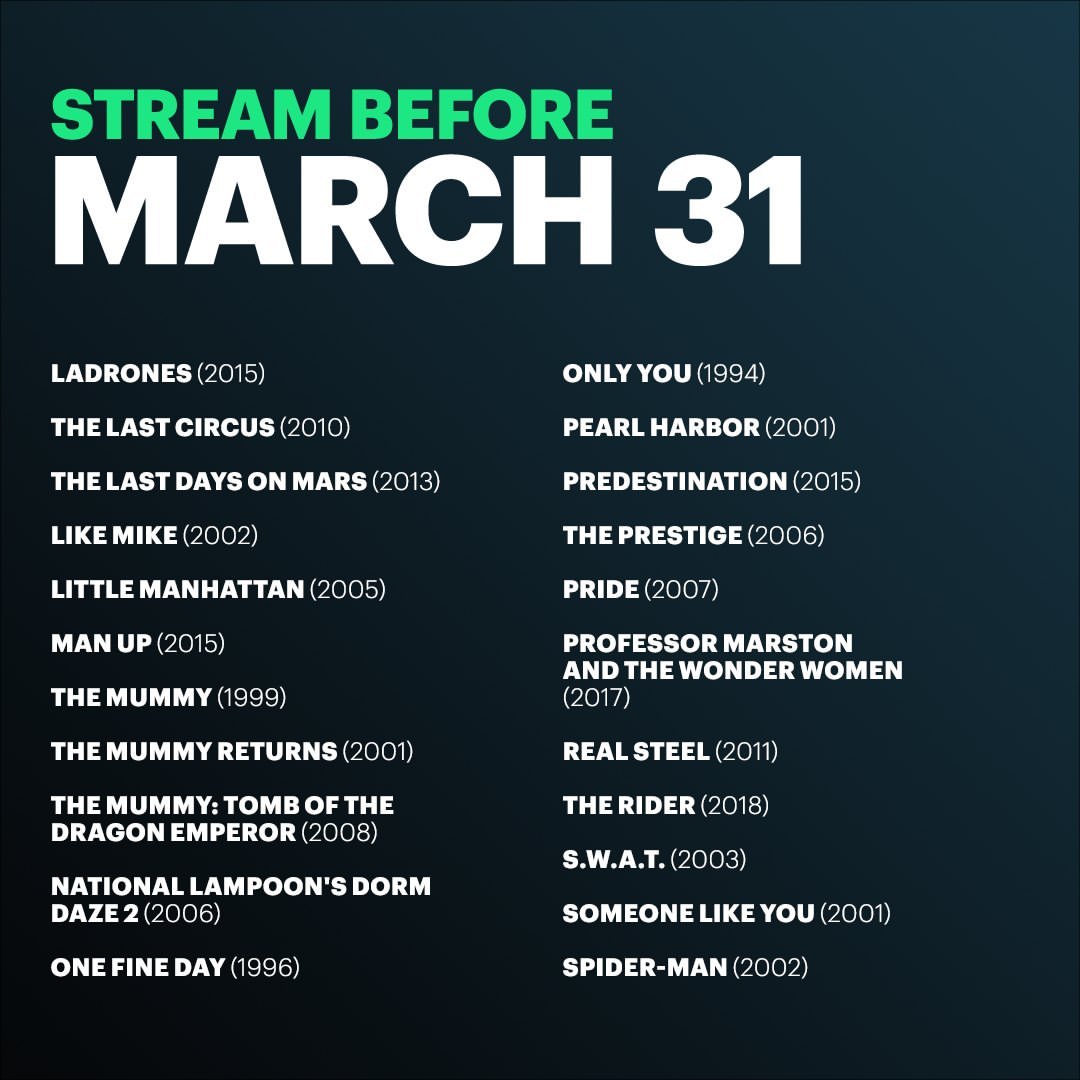 STREAM BEFORE
MARCH 31
LADRONES (2015)
THE LAST CIRCUS (2010)
THE LAST DAYS ON MARS (2013)
LIKE MIKE (2002)
LITTLE MANHATTAN (2005)
MAN UP (2015)
THE MUMMY (1999)
THE MUMMY RETURNS (2001)
THE MUMMY: TOMB OF THE
DRAGON EMPEROR (2008)
NATIONAL LAMPOON'S DORM
DAZE 2 (2006)
ONE FINE DAY (1996)
ONLY YOU (1994)
PEARL HARBOR (2001)
PREDESTINATION (2015)
THE PRESTIGE (2006)
PRIDE (2007)
PROFESSOR MARSTON
AND THE WONDER WOMEN
(2017)
REAL STEEL (2011)
THE RIDER (2018)
S.W.A.T. (2003)
SOMEONE LIKE YOU (2001)
SPIDER-MAN (2002)